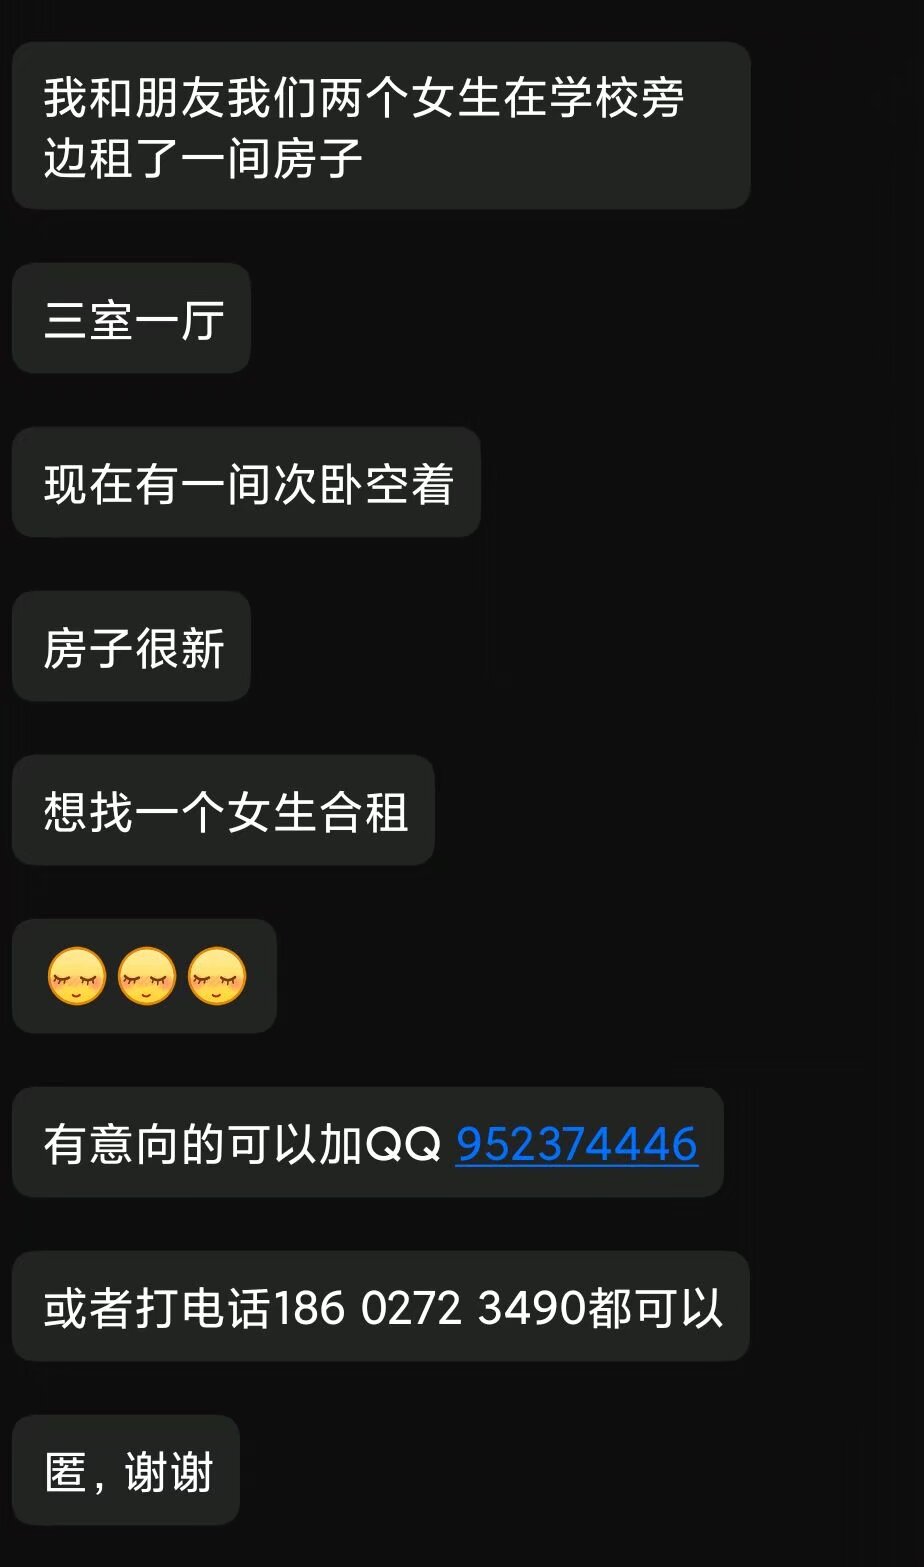 我和朋友我们两个女生在学校旁
边租了一间房子
三室一厅
现在有一间次卧空着
房子很新
想找一个女生合租
有意向的可以加QQ 952374446
或者打电话186 0272 3490都可以
匿，谢谢